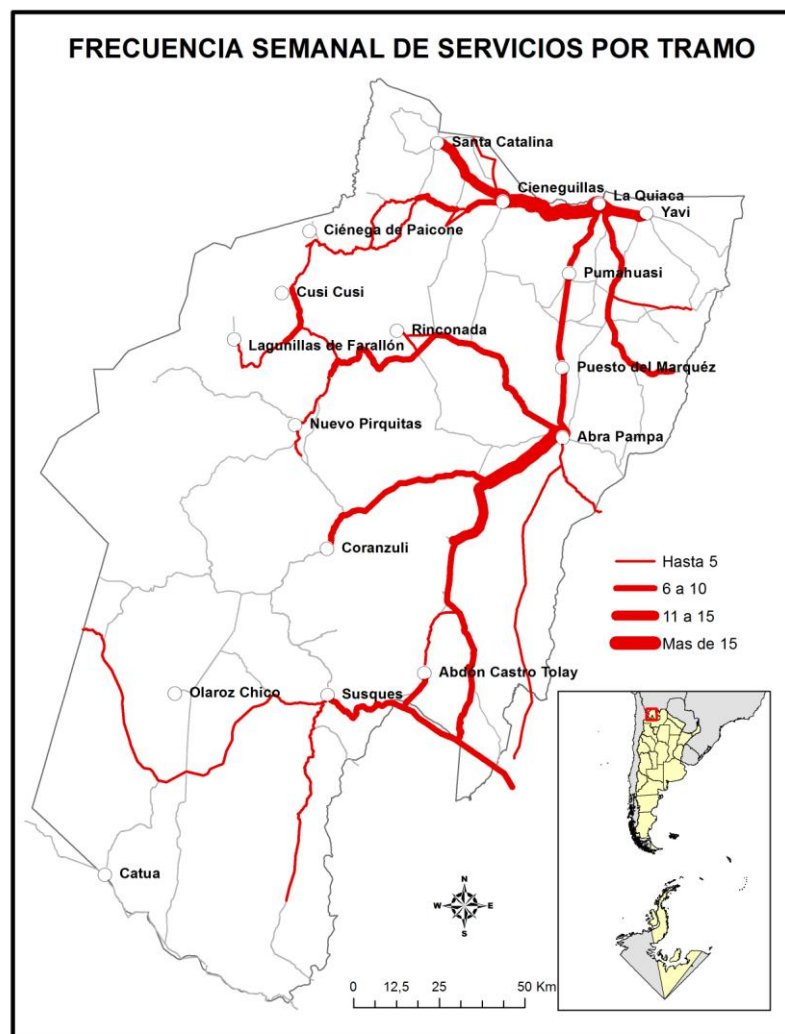 FRECUENCIA SEMANAL DE SERVICIOS POR TRAMO
Santa Catalina
Cieneguillas
La Quiaca
Yavi
Ciénega de Paicone
Pumahuasi
Cusi Cusi
Rinconada
Lagunillas de Farallón
Puesto del Marquéz
Nuevo Pirquitas
Abra Pampa
Coranzuli
Hasta 5
6 a 10
11 a 15
Mas de 15
Abdon Castro Tolay
Olaroz Chico
Susques
Catua
N
W E
S
0 12,5 25 50 Km